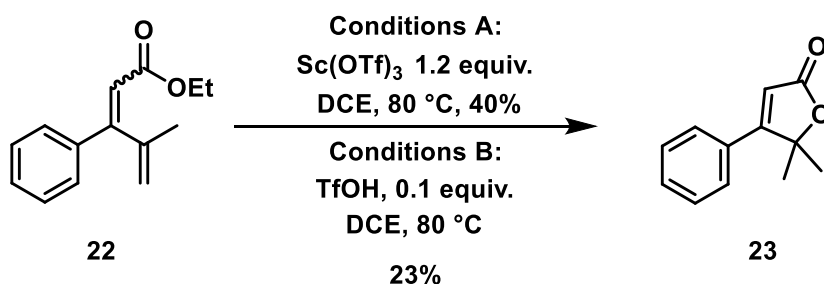 O
OEt
22
Conditions A:
Sc(OTf)3 1.2 equiv.
DCE, 80 °C, 40%
Conditions B:
TfOH, 0.1 equiv.
DCE, 80 °C
23%
O
O
23